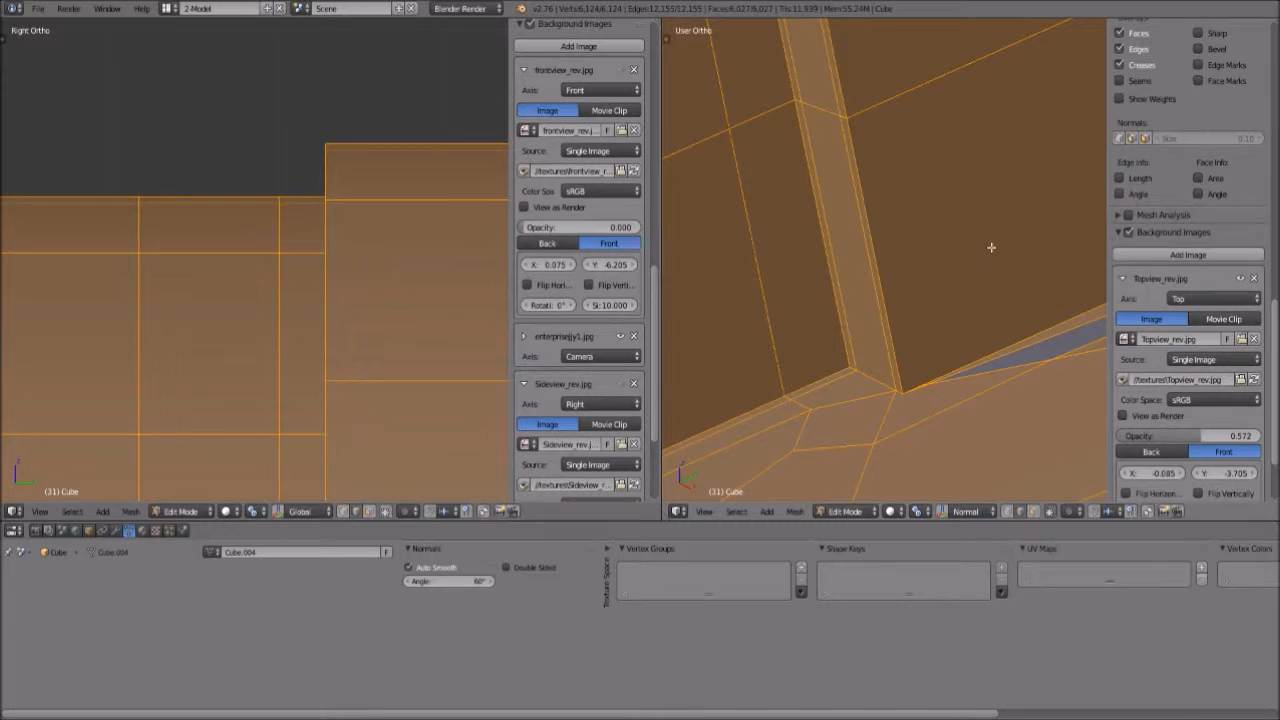 File Render Window Help 2-Model Scene Blender Render v2.76 | Verts:6,124/6,124 | Edges:12,155/12,155 | Faces:6,027/6,027 | Tris:11,939 | Mem:55.24M | Cube
Right Ortho
Background Images
Add Image
frontview_rev.jpg
Axis: Front
Image Movie Clip
frontview_rev.j... F
Source: Single Image
//textures\frontview_r...
Color Spa sRGB
View as Render
Opacity: 0.000
Back Front
X: 0.075 Y: -6.205
Flip Hori... Flip Verti...
Rotati: 0° Si: 10.000
enterprisejjy1.jpg
Axis: Camera
Sideview_rev.jpg
Axis: Right
Image Movie Clip
Sideview_rev.j... F
Source: Single Image
//textures\Sideview_r...
(31) Cube
View Select Add Mesh Edit Mode Global
User Ortho
(31) Cube
View Select Add Mesh Edit Mode Normal
Faces Sharp
Edges Bevel
Creases Edge Marks
Seams Face Marks
Show Weights
Normals:
Size: 0.10
Edge Info: Face Info:
Length Area
Angle Angle
Mesh Analysis
Background Images
Add Image
Topview_rev.jpg
Axis: Top
Image Movie Clip
Topview_rev.jpg F
Source: Single Image
//textures\Topview_rev.jpg
Color Space: sRGB
View as Render
Opacity: 0.572
Back Front
X: -0.085 Y: -3.705
Flip Horizon... Flip Vertically
Cube Cube.004
Cube.004 F
Normals
Auto Smooth Double Sided
Angle: 60°
Texture Space
Vertex Groups
Shape Keys
UV Maps
Vertex Colors